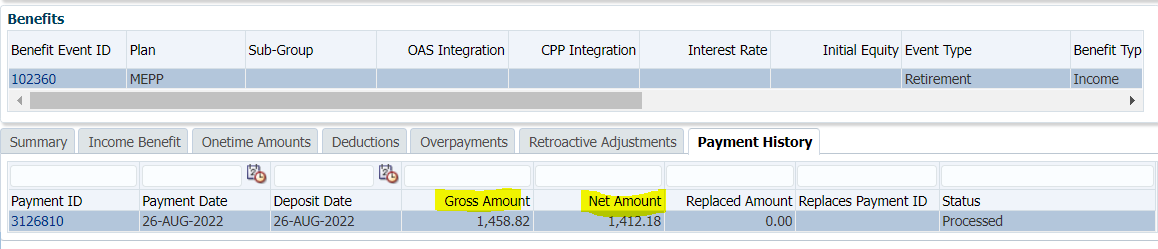 Benefits
Benefit Event ID Plan Sub-Group OAS Integration CPP Integration Interest Rate Initial Equity Event Type Benefit Typ
102360 MEPP Retirement Income
Summary Income Benefit Onetime Amounts Deductions Overpayments Retroactive Adjustments Payment History
Payment ID Payment Date Deposit Date Gross Amount Net Amount Replaced Amount Replaces Payment ID Status
3126810 26-AUG-2022 26-AUG-2022 1,458.82 1,412.18 0.00 Processed